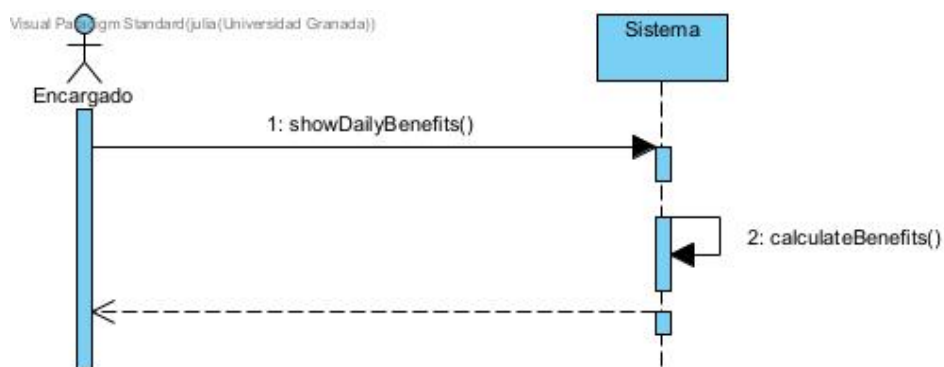 Visual Paradigm Standard(julia(Universidad Granada))
Sistema
Encargado
1: showDailyBenefits()
2: calculateBenefits()